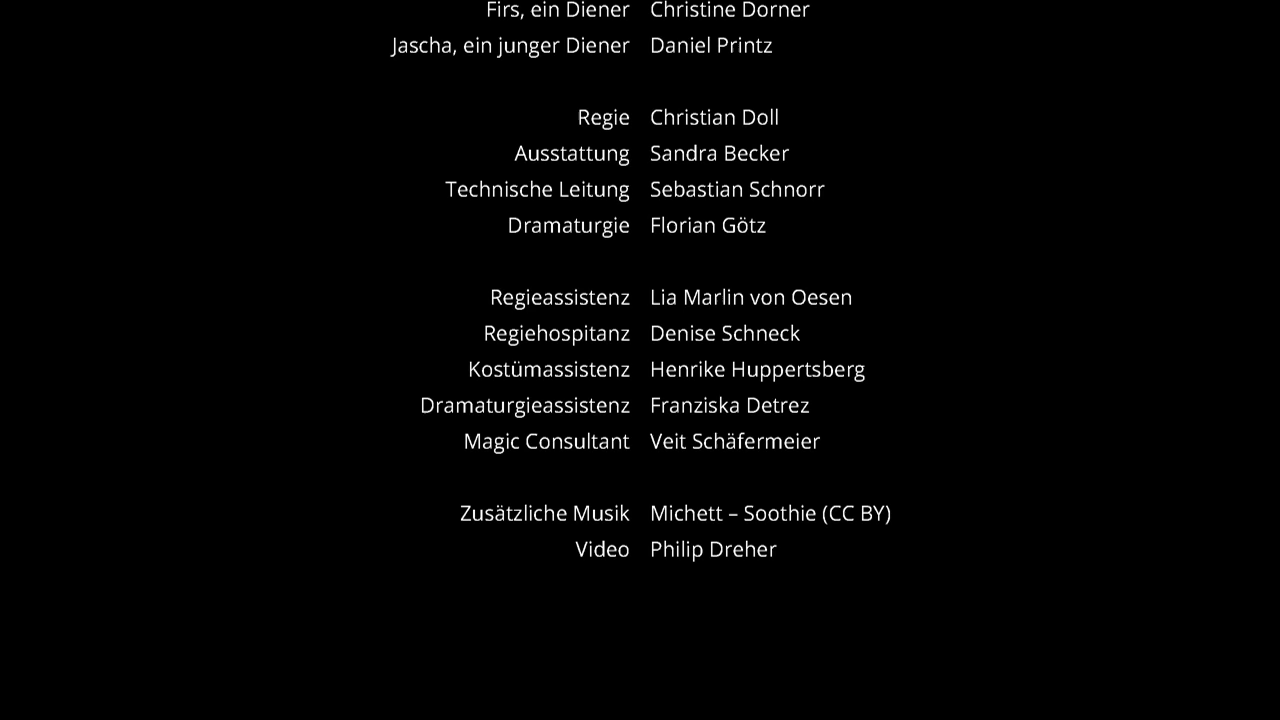 Firs, ein Diener Christine Dorner
Jascha, ein junger Diener Daniel Printz
Regie Christian Doll
Ausstattung Sandra Becker
Technische Leitung Sebastian Schnorr
Dramaturgie Florian Götz
Regieassistenz Lia Marlin von Oesen
Regiehospitanz Denise Schneck
Kostümassistenz Henrike Huppertsberg
Dramaturgieassistenz Franziska Detrez
Magic Consultant Veit Schäfermeier
Zusätzliche Musik Michett – Soothie (CC BY)
Video Philip Dreher